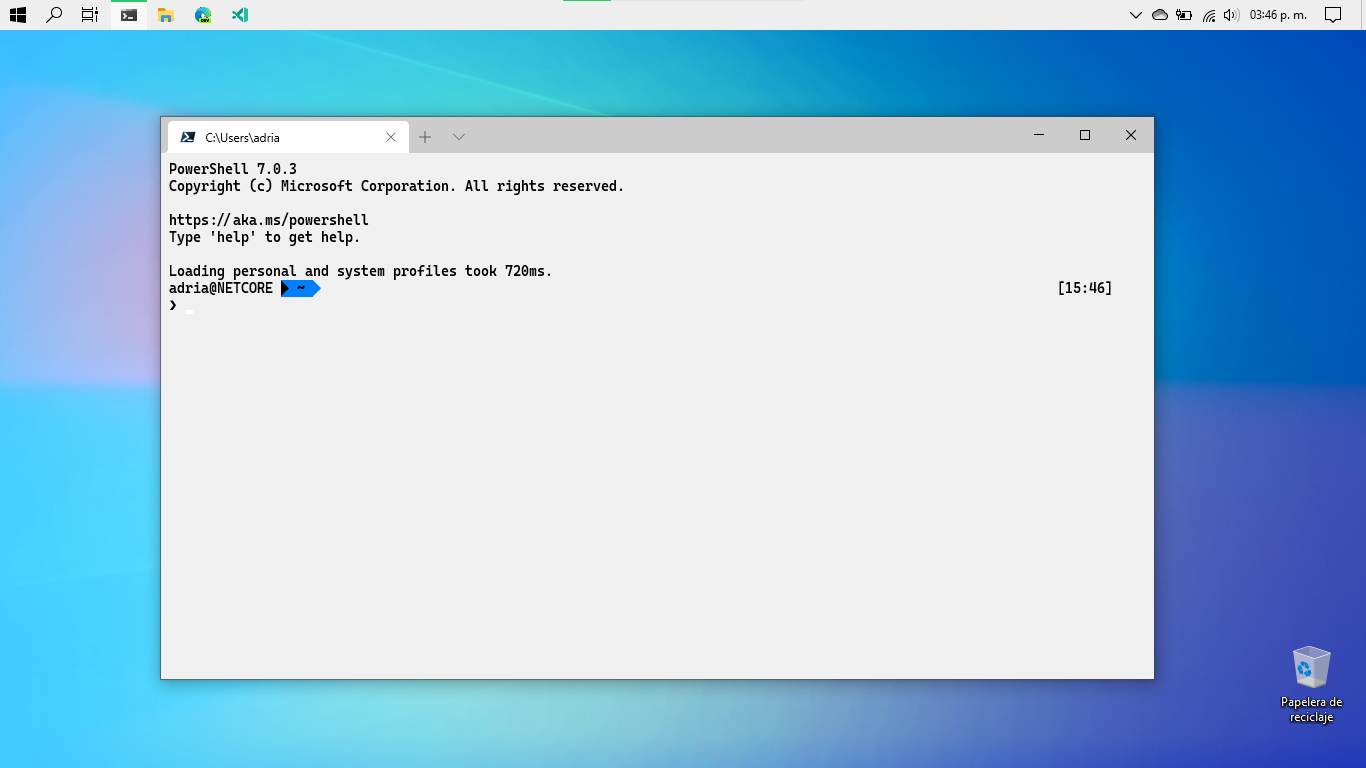 03:46 p. m.
C:\Users\adria
PowerShell 7.0.3
Copyright (c) Microsoft Corporation. All rights reserved.
https://aka.ms/powershell
Type 'help' to get help.
Loading personal and system profiles took 720ms.
adria@NETCORE ~ [15:46]
❯
Papelera de
reciclaje